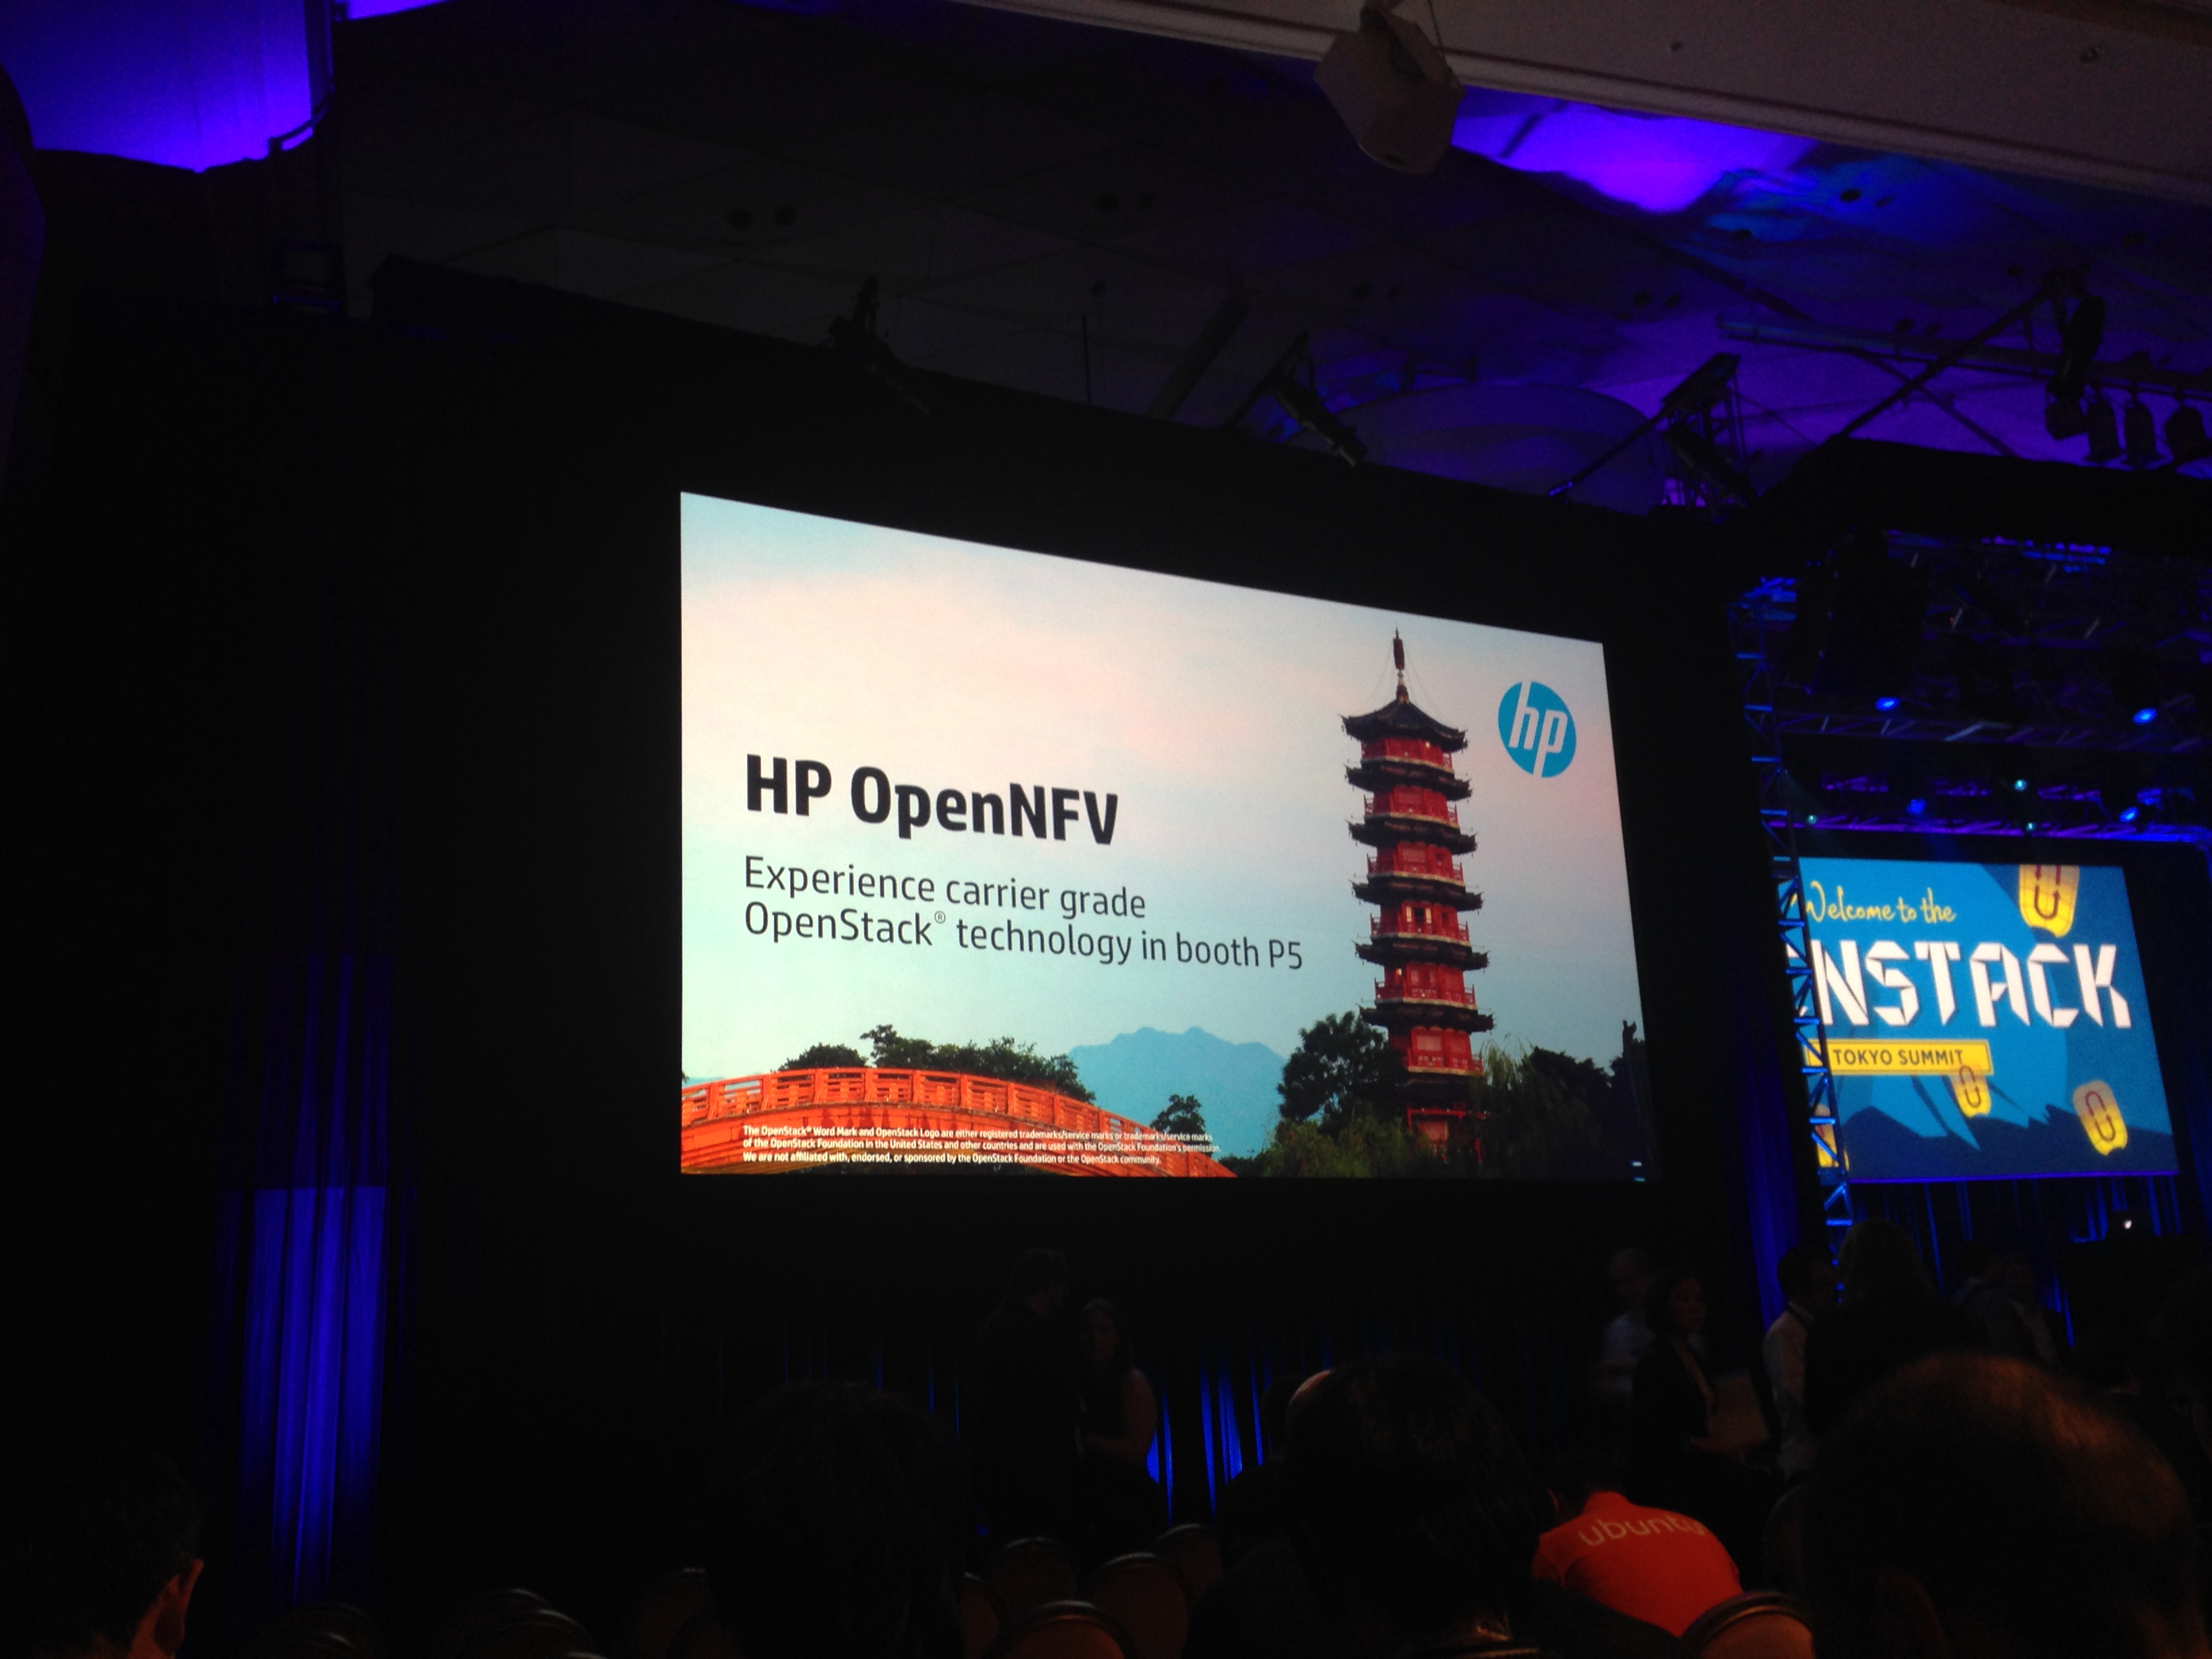 hp
HP OpenNFV
Experience carrier grade
OpenStack® technology in booth P5
The OpenStack® Word Mark and OpenStack Logo are either registered trademarks/service marks or trademarks/service marks
of the OpenStack Foundation in the United States and other countries and are used with the OpenStack Foundation's permission.
We are not affiliated with, endorsed, or sponsored by the OpenStack Foundation or the OpenStack community.
Welcome to the
NSTACK
TOKYO SUMMIT
ubuntu